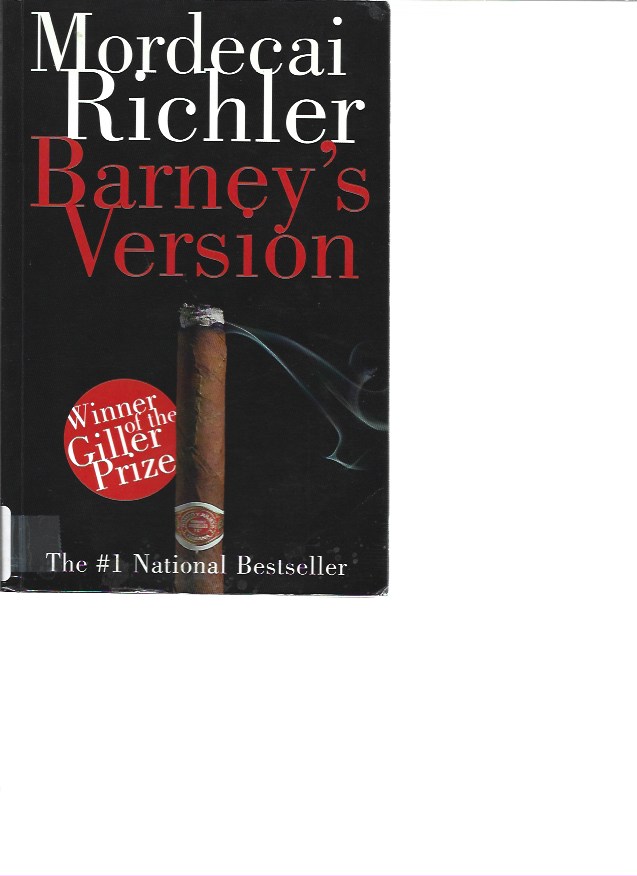 Mordecai
Richler
Barney's
Version
Winner
of the
Giller
Prize
The #1 National Bestseller